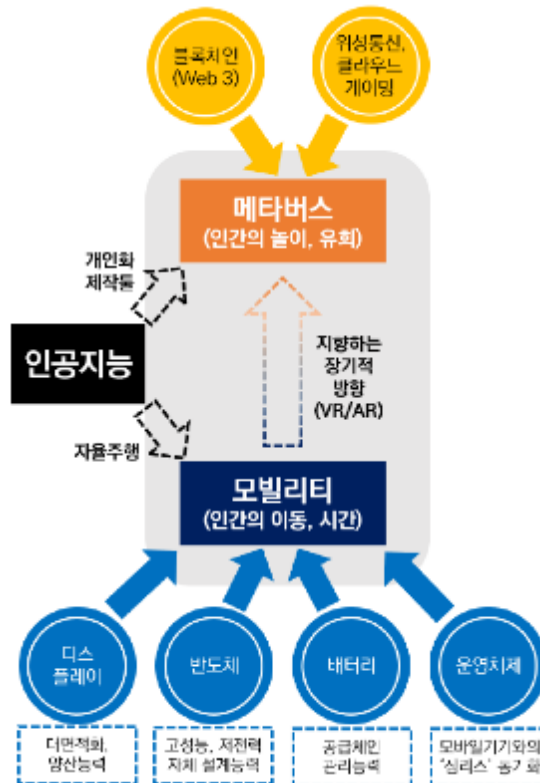 블록체인
(Web 3)
위성통신,
클라우드
게이밍
메타버스
(인간의 놀이, 유희)
개인화
제작툴
인공지능
지향하는
장기적
방향
(VR/AR)
자율주행
모빌리티
(인간의 이동, 시간)
디스
플레이
반도체
배터리
운영체제
대면적화,
양산능력
고성능, 저전력
자체 설계능력
공급체인
관리능력
모바일기기와의
'심리스' 동기화